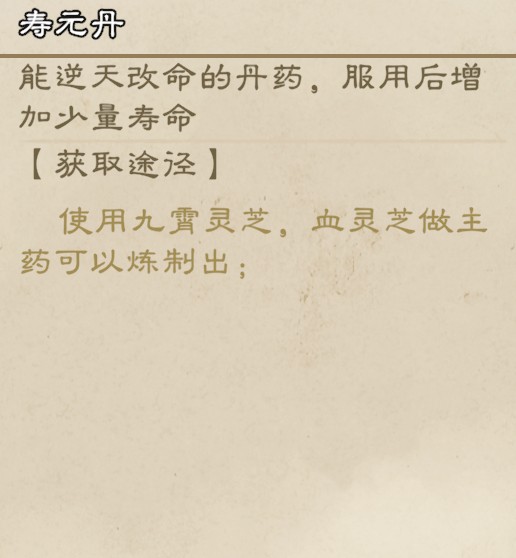 寿元丹
能逆天改命的丹药，服用后增
加少量寿命
【获取途径】
使用九霄灵芝，血灵芝做主
药可以炼制出；